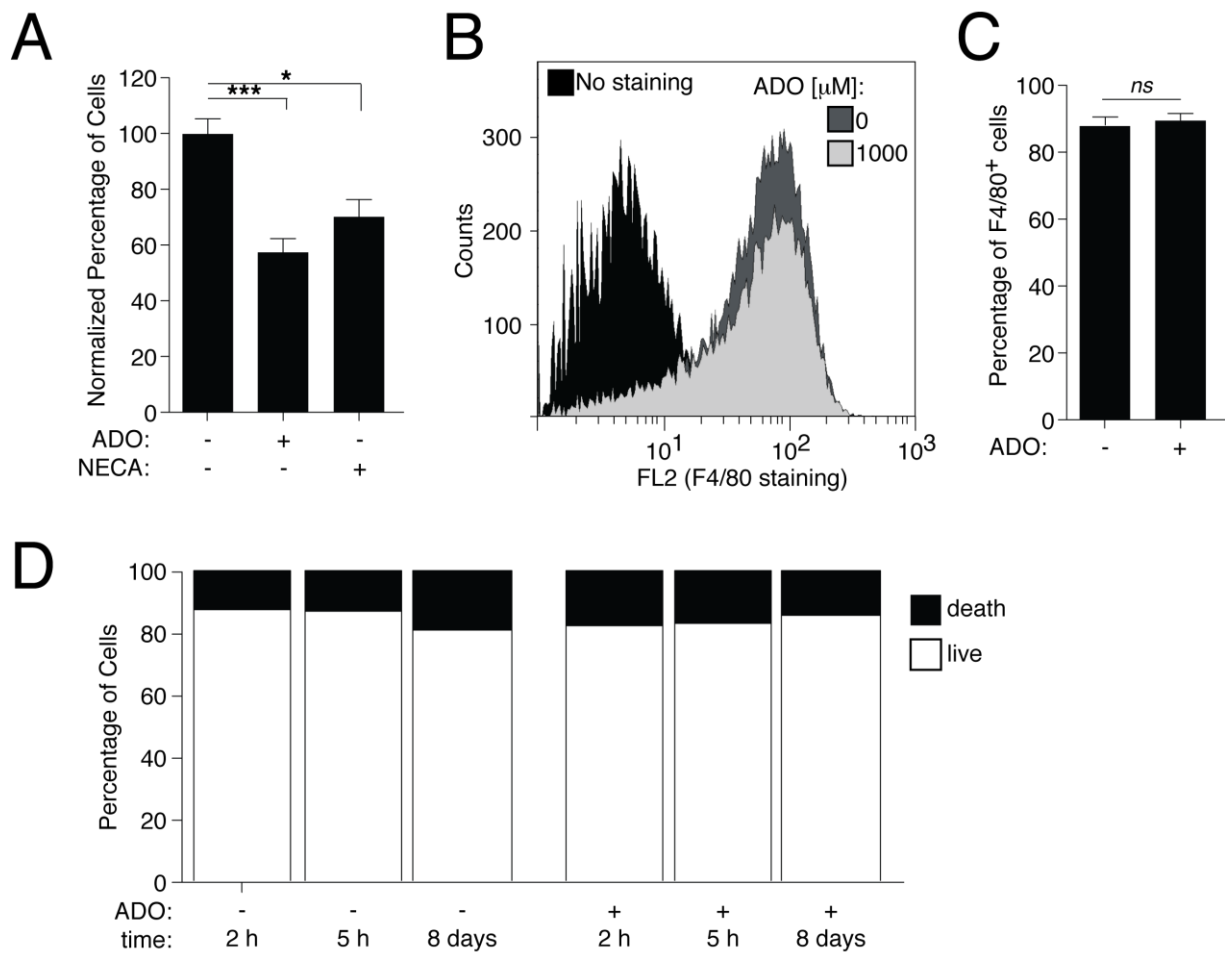 A
Normalized Percentage of Cells
120
100
80
60
40
20
0
*
***
ADO: - + -
NECA: - - +
B
No staining
ADO [µM]:
0
1000
Counts
300
200
100
10¹ 10² 10³
FL2 (F4/80 staining)
C
Percentage of F4/80⁺ cells
100
80
60
40
20
0
ns
ADO: - +
D
Percentage of Cells
100
80
60
40
20
0
death
live
ADO: - - - + + +
time: 2 h 5 h 8 days 2 h 5 h 8 days